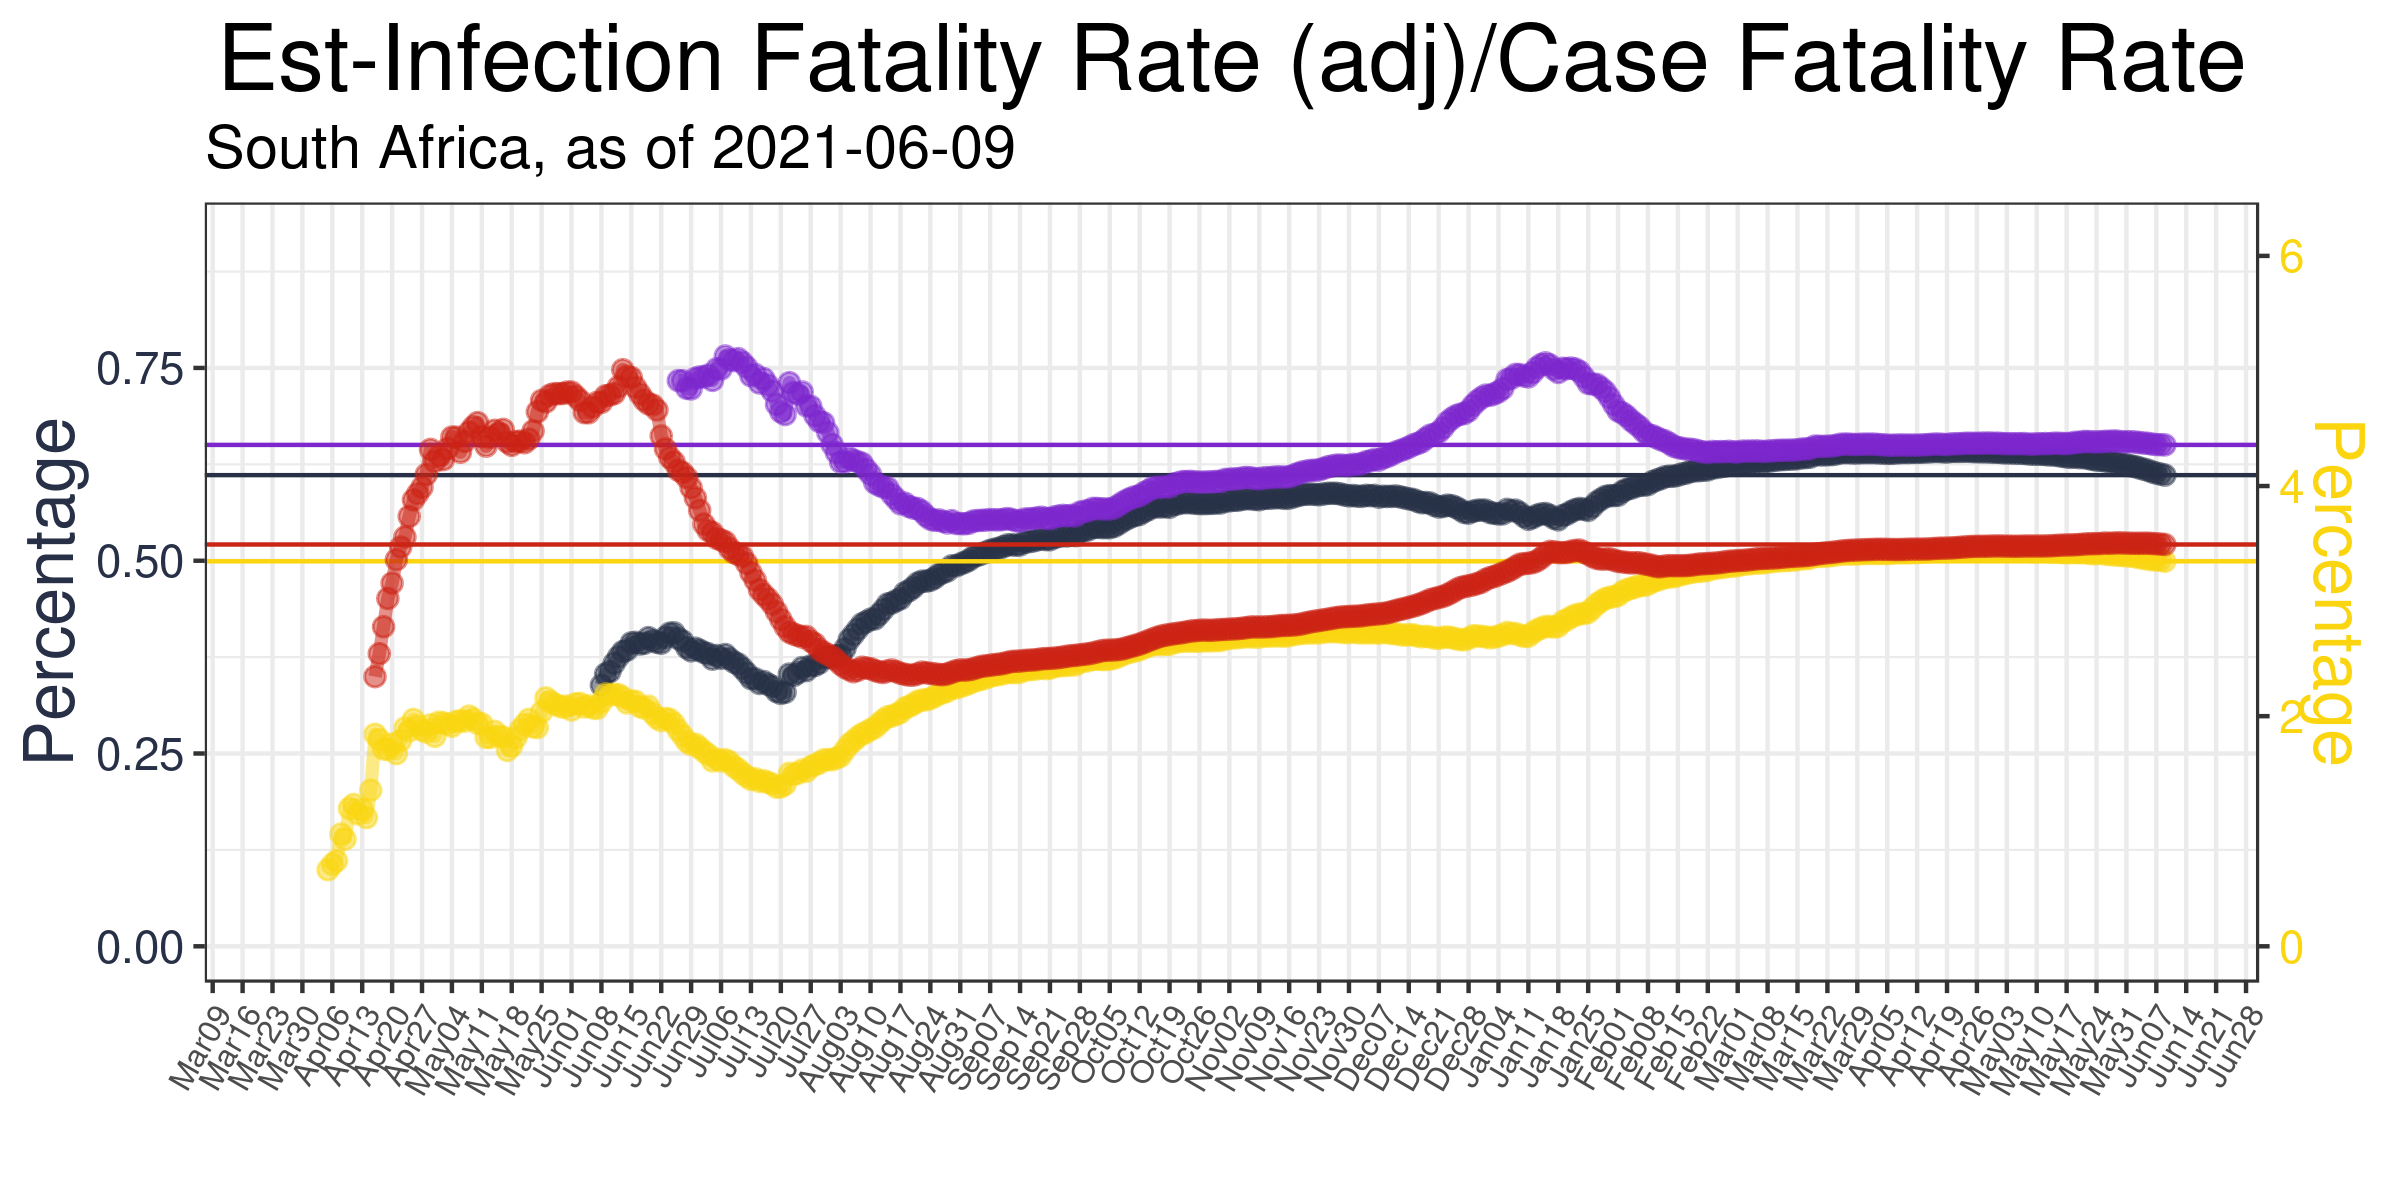 Est-Infection Fatality Rate (adj)/Case Fatality Rate
South Africa, as of 2021-06-09
Percentage
0.75
0.50
0.25
0.00
6
4
2
0
Percentage
Mar09
Mar16
Mar23
Mar30
Apr06
Apr13
Apr20
Apr27
May04
May11
May18
May25
Jun01
Jun08
Jun15
Jun22
Jun29
Jul06
Jul13
Jul20
Jul27
Aug03
Aug10
Aug17
Aug24
Aug31
Sep07
Sep14
Sep21
Sep28
Oct05
Oct12
Oct19
Oct26
Nov02
Nov09
Nov16
Nov23
Nov30
Dec07
Dec14
Dec21
Dec28
Jan04
Jan11
Jan18
Jan25
Feb01
Feb08
Feb15
Feb22
Mar01
Mar08
Mar15
Mar22
Mar29
Apr05
Apr12
Apr19
Apr26
May03
May10
May17
May24
May31
Jun07
Jun14
Jun21
Jun28